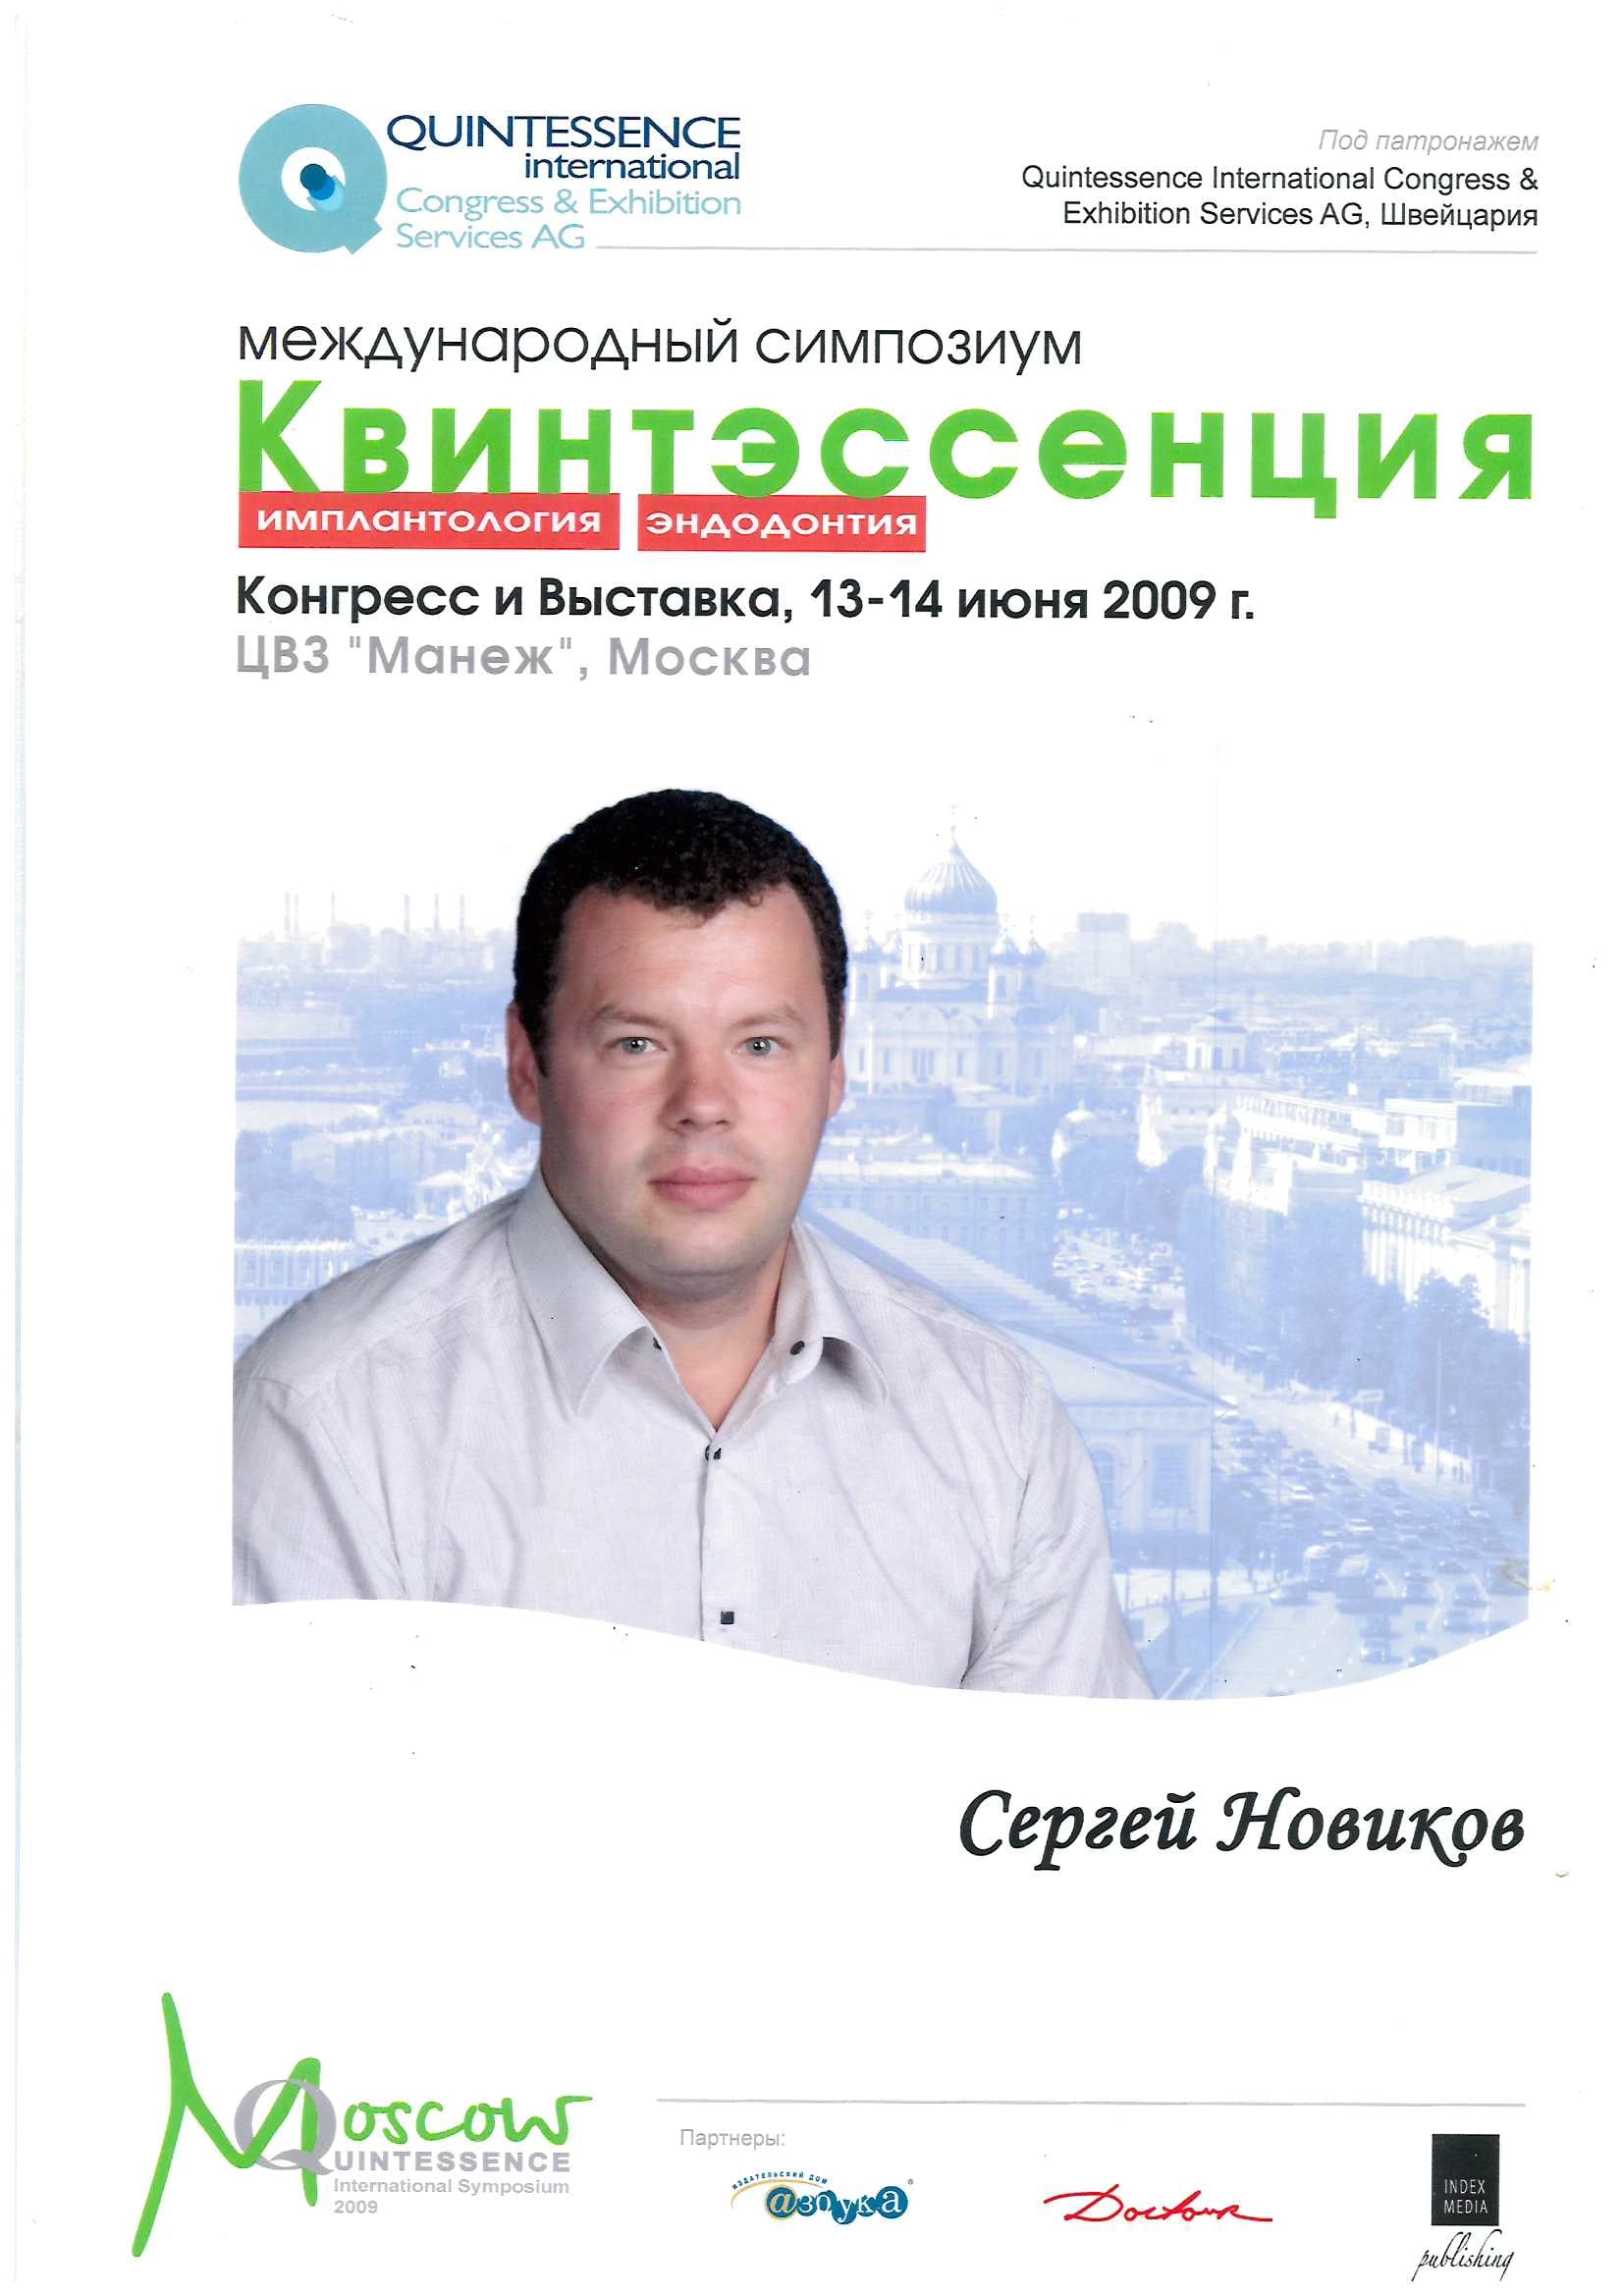 QUINTESSENCE
international
Congress & Exhibition
Services AG
Под патронажем
Quintessence International Congress &
Exhibition Services AG, Швейцария
международный симпозиум
Квинтэссенция
имплантология эндодонтия
Конгресс и Выставка, 13-14 июня 2009 г.
ЦВЗ "Манеж", Москва
Сергей Новиков
Moscow
QUINTESSENCE
International Symposium
2009
Партнеры:
издательский дом
азбука®
Doctour
INDEX
MEDIA
publishing